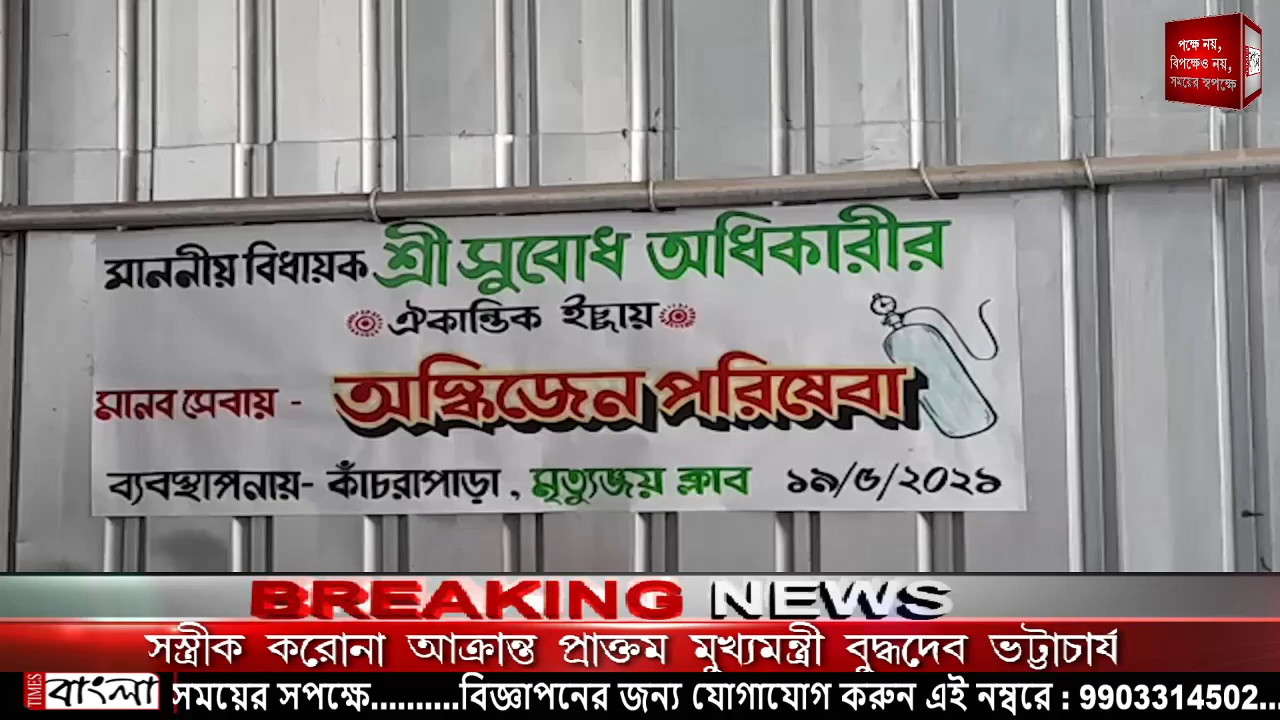 পক্ষে নয়,
বিপক্ষেও নয়,
সময়ের স্বপক্ষে
মাননীয় বিধায়ক শ্রী সুবোধ অধিকারীর
ঐকান্তিক ইচ্ছায়
মানব সেবায় - অক্সিজেন পরিষেবা
ব্যবস্থাপনায়- কাঁচরাপাড়া, মৃত্যুঞ্জয় ক্লাব ১৯/৫/২০২১
BREAKING NEWS
সস্ত্রীক করোনা আক্রান্ত প্রাক্তম মুখ্যমন্ত্রী বুদ্ধদেব ভট্টাচার্য
TIMES বাংলা সময়ের সপক্ষে..........বিজ্ঞাপনের জন্য যোগাযোগ করুন এই নম্বরে : 9903314502...